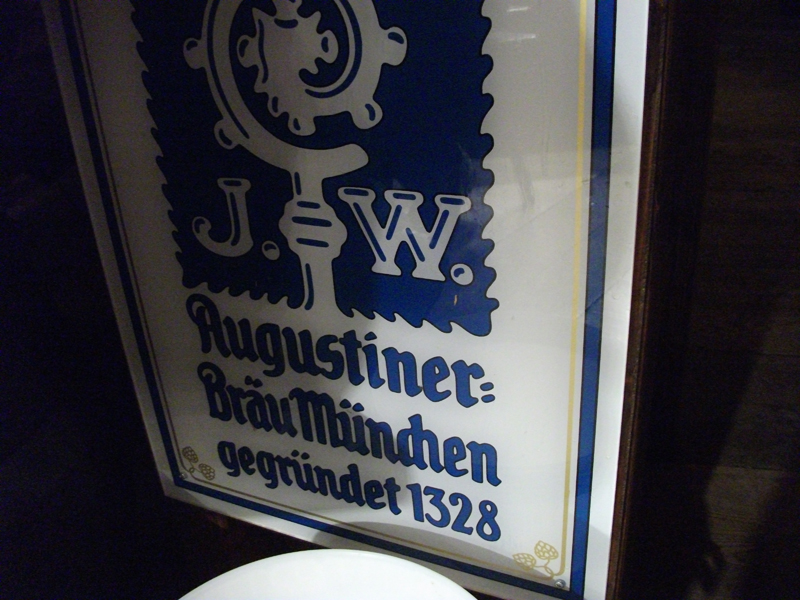 J. W.
Augustiner=
Bräu München
gegründet 1328